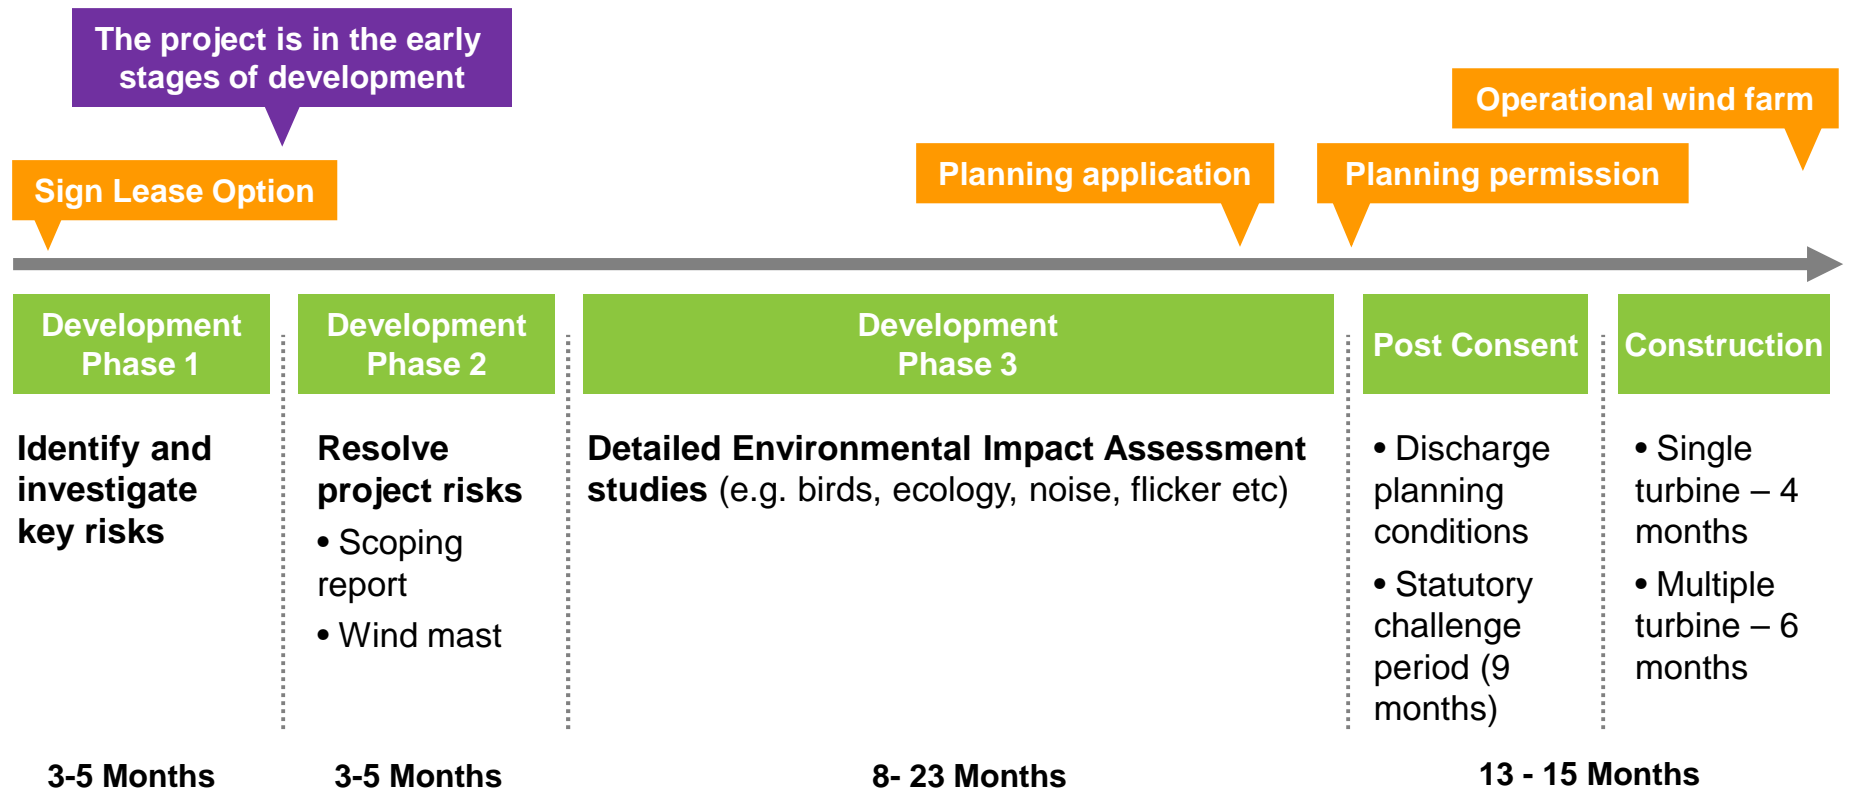 The project is in the early
stages of development
Operational wind farm
Planning application
Planning permission
Sign Lease Option
Development
Phase 1
Development
Phase 2
Development
Phase 3
Post Consent
Construction
Identify and
investigate
key risks
Resolve
project risks
• Scoping
report
• Wind mast
Detailed Environmental Impact Assessment
studies (e.g. birds, ecology, noise, flicker etc)
• Discharge
planning
conditions
• Statutory
challenge
period (9
months)
• Single
turbine – 4
months
• Multiple
turbine – 6
months
3-5 Months
3-5 Months
8- 23 Months
13 - 15 Months